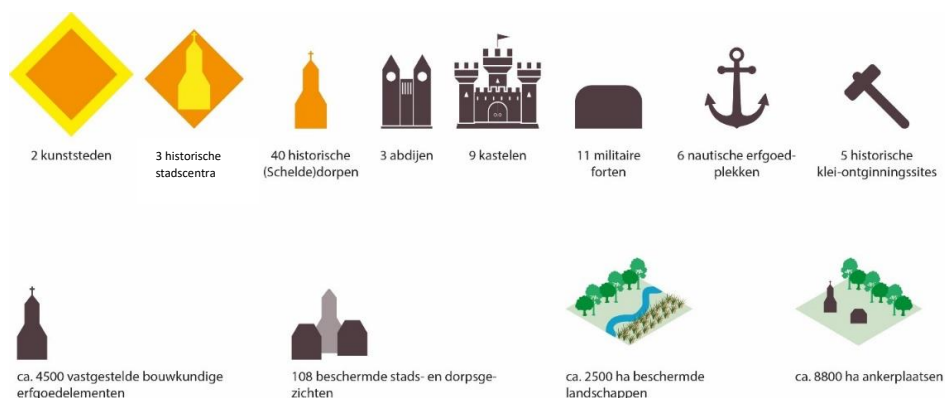 2 kunststeden
3 historische
stadscentra
40 historische
(Schelde)dorpen
3 abdijen
9 kastelen
11 militaire
forten
6 nautische erfgoed-
plekken
5 historische
klei-ontginningssites
ca. 4500 vastgestelde bouwkundige
erfgoedelementen
108 beschermde stads- en dorpsge-
zichten
ca. 2500 ha beschermde
landschappen
ca. 8800 ha ankerplaatsen